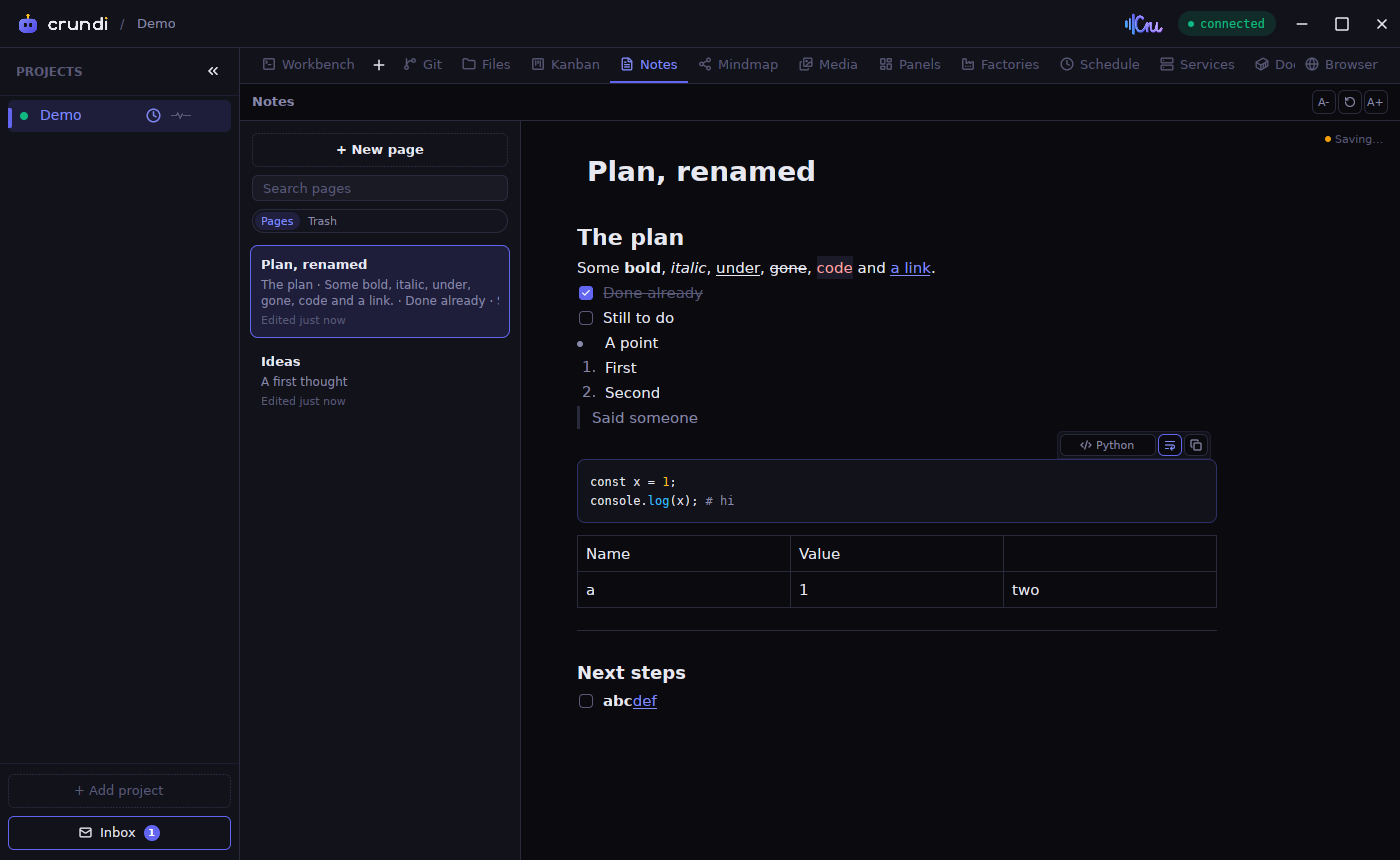 crundi / Demo
Cru
connected
PROJECTS
Demo
+ Add project
Inbox 1
Workbench + Git Files Kanban Notes Mindmap Media Panels Factories Schedule Services Browser
Notes
A- A+
+ New page
Search pages
Pages Trash
Plan, renamed
The plan · Some bold, italic, under,
gone, code and a link. · Done already ·
Edited just now
Ideas
A first thought
Edited just now
Saving...
Plan, renamed
The plan
Some bold, italic, under, gone, code and a link.
Done already
Still to do
• A point
1. First
2. Second
Said someone
</> Python
const x = 1;
console.log(x); # hi
Name Value
a 1 two
Next steps
abcdef